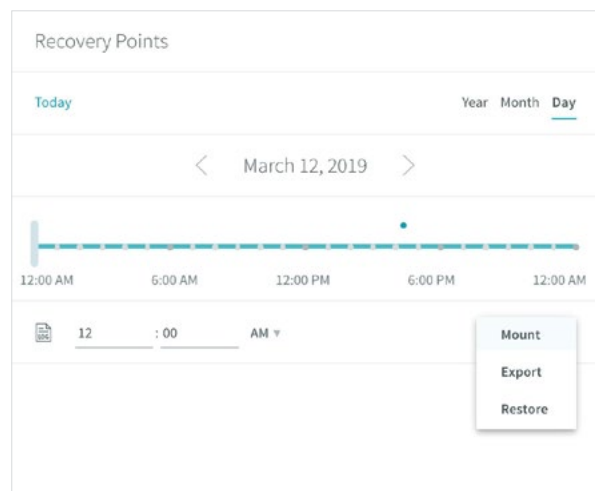 Recovery Points
Today Year Month Day
March 12, 2019
12:00 AM 6:00 AM 12:00 PM 6:00 PM 12:00 AM
LOG 12 : 00 AM
Mount
Export
Restore